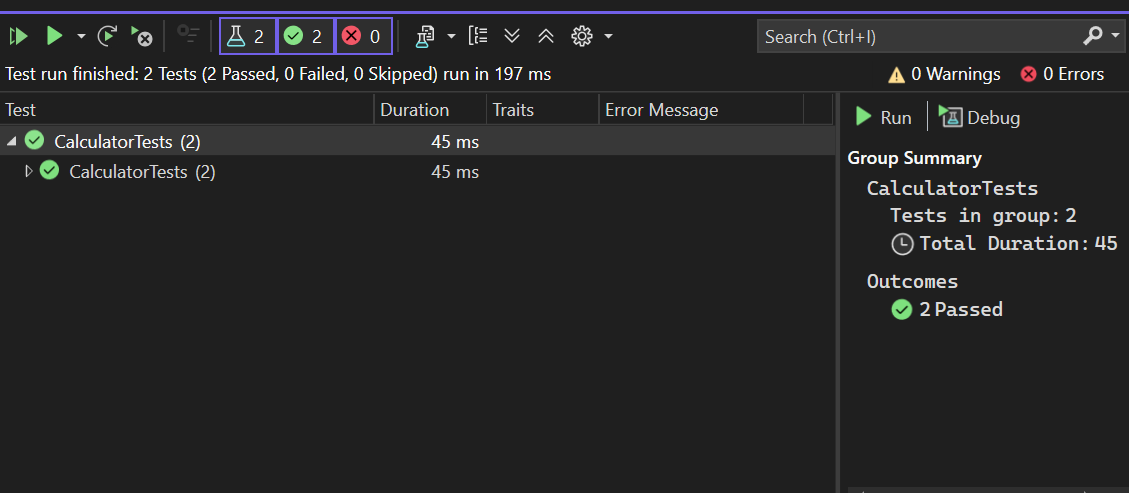 2 2 0 Search (Ctrl+I)
Test run finished: 2 Tests (2 Passed, 0 Failed, 0 Skipped) run in 197 ms 0 Warnings 0 Errors
Test Duration Traits Error Message
CalculatorTests (2) 45 ms
CalculatorTests (2) 45 ms
Run Debug
Group Summary
CalculatorTests
Tests in group: 2
Total Duration: 45
Outcomes
2 Passed